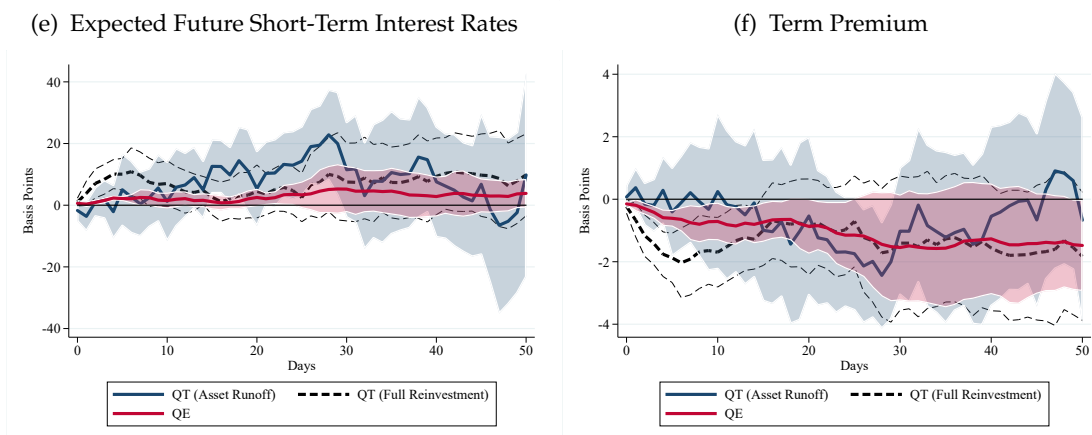 (e) Expected Future Short-Term Interest Rates
40
20
0
-20
-40
Basis Points
0 10 20 30 40 50
Days
QT (Asset Runoff) QT (Full Reinvestment)
QE
(f) Term Premium
4
2
0
-2
-4
Basis Points
0 10 20 30 40 50
Days
QT (Asset Runoff) QT (Full Reinvestment)
QE